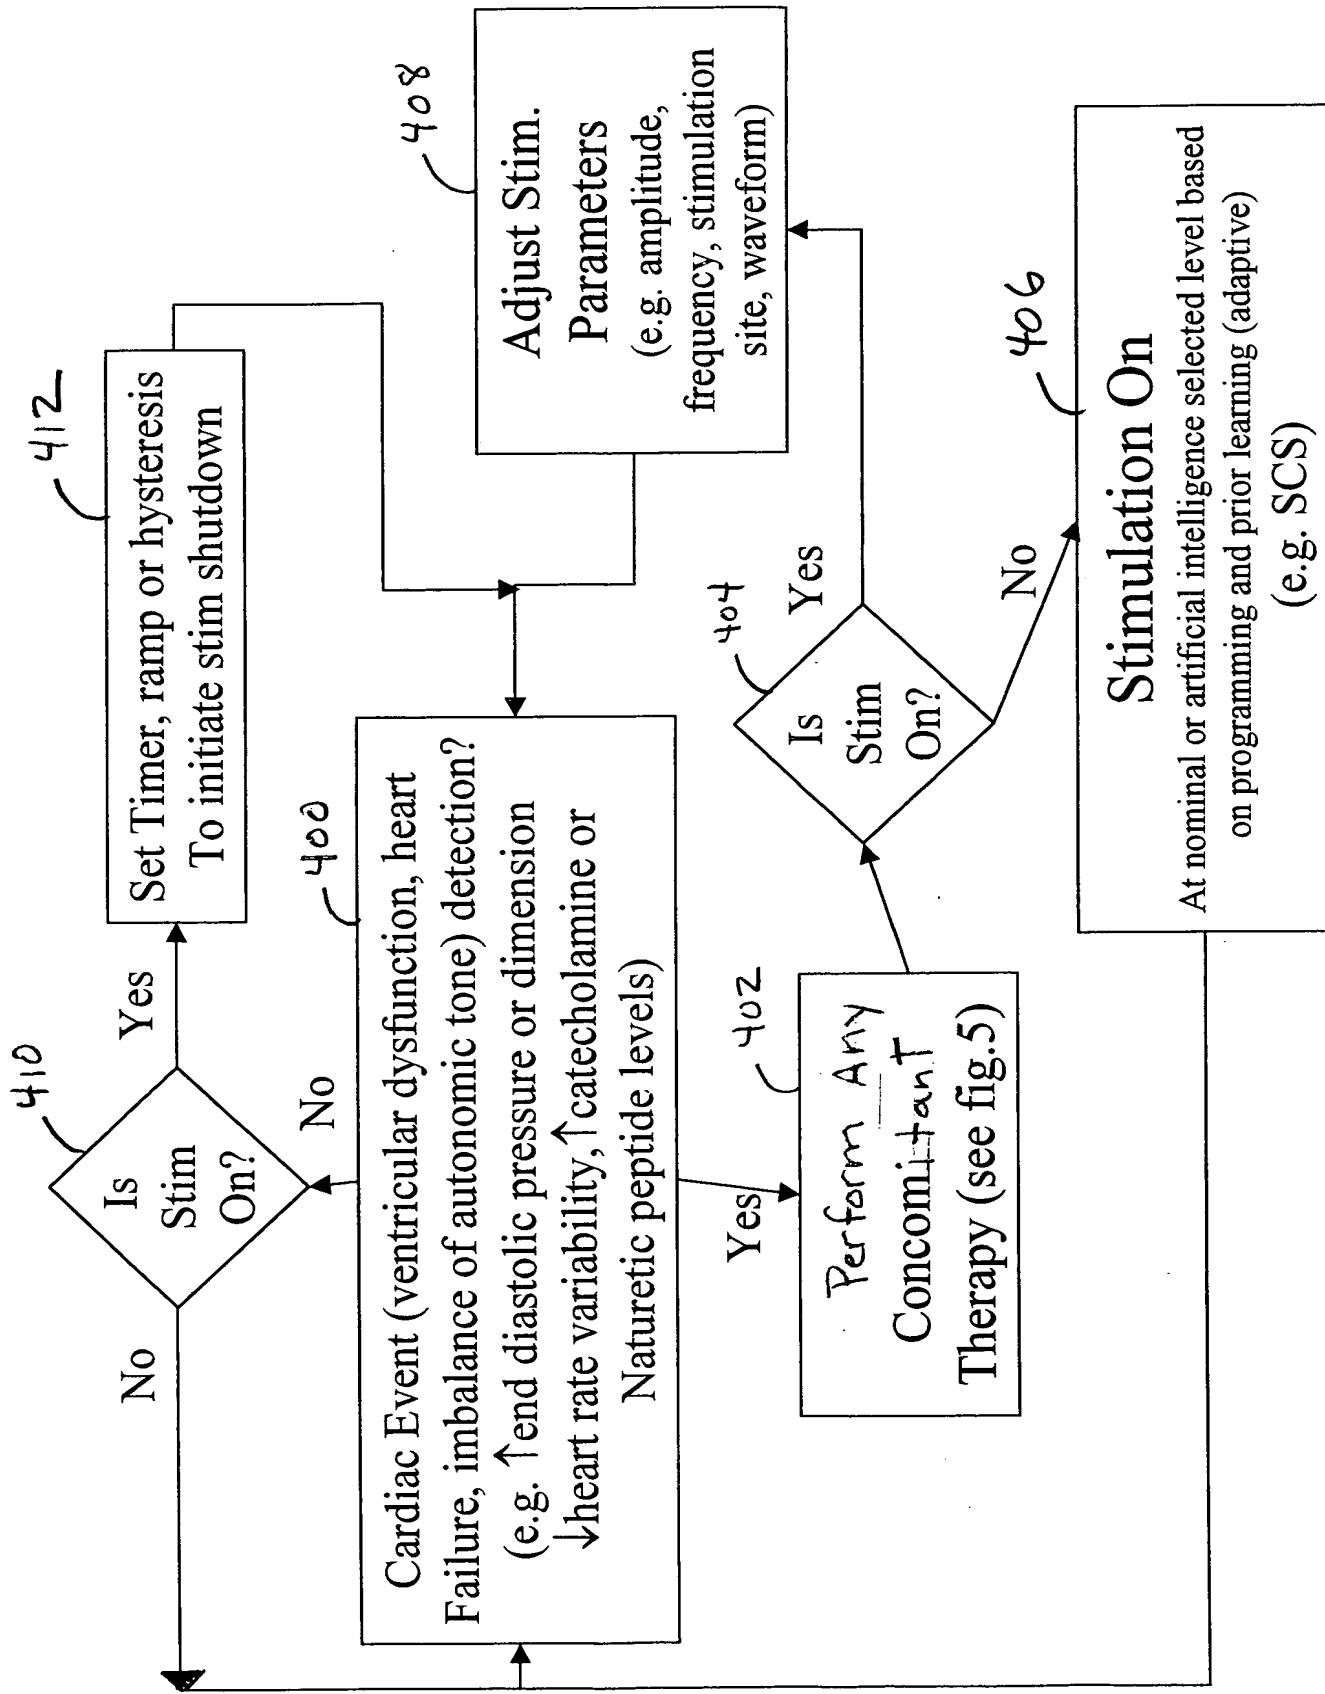 410
Is
Stim
On?
Yes
No
No
412
Set Timer, ramp or hysteresis
To initiate stim shutdown
400
Cardiac Event (ventricular dysfunction, heart
Failure, imbalance of autonomic tone) detection?
(e.g. ↑end diastolic pressure or dimension
↓heart rate variability,↑catecholamine or
Naturetic peptide levels)
Yes
408
Adjust Stim.
Parameters
(e.g. amplitude,
frequency, stimulation
site, waveform)
402
Perform Any
Concomitant
Therapy (see fig.5)
404
Is
Stim
On?
Yes
No
406
Stimulation On
At nominal or artificial intelligence selected level based
on programming and prior learning (adaptive)
(e.g. SCS)